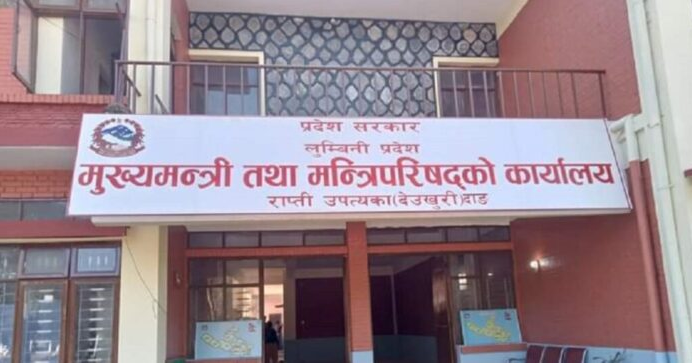 प्रदेश सरकार
लुम्बिनी प्रदेश
मुख्यमन्त्री तथा मन्त्रिपरिषद्को कार्यालय
राप्ती उपत्यका(देउखुरी)दाङ